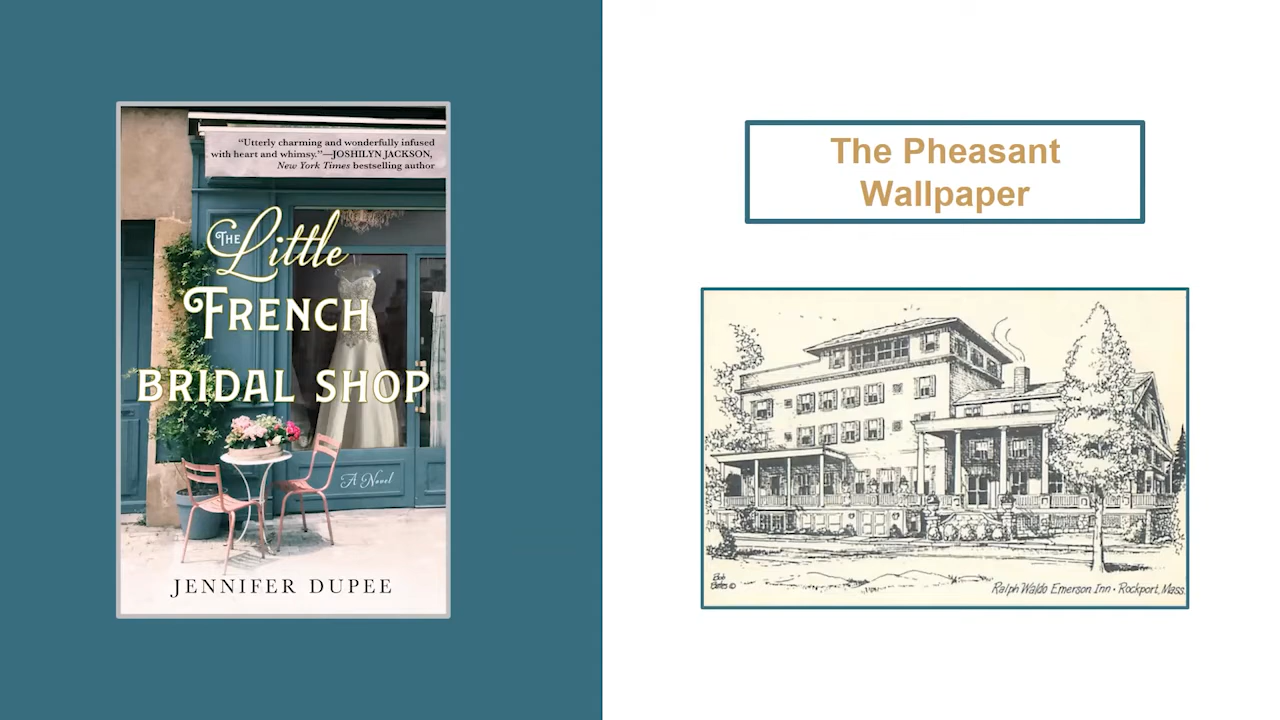 “Utterly charming and wonderfully infused
with heart and whimsy.”—JOSHILYN JACKSON,
New York Times bestselling author
THE Little
FRENCH
BRIDAL SHOP
A Novel
JENNIFER DUPEE
The Pheasant
Wallpaper
Bob
Ralph Waldo Emerson Inn • Rockport, Mass.